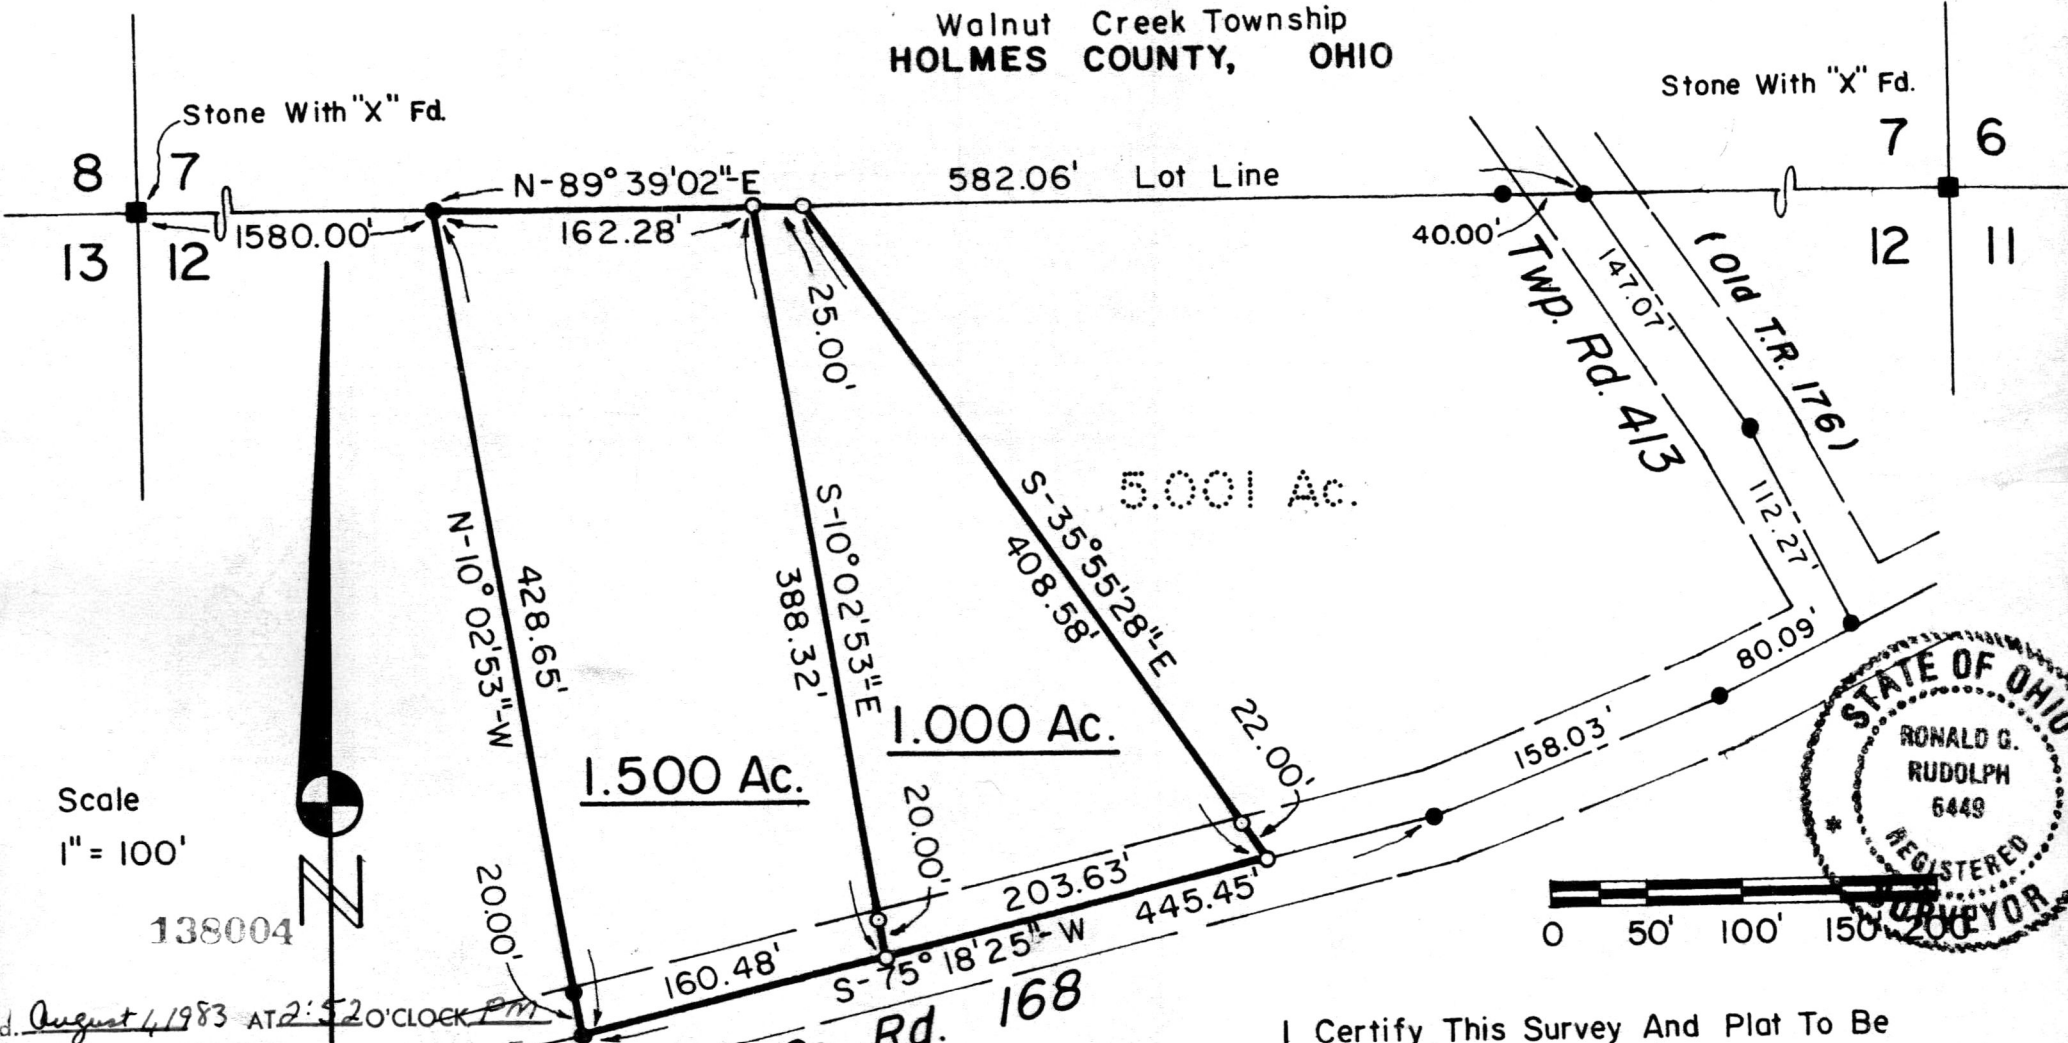 Walnut Creek Township
HOLMES COUNTY, OHIO
Stone With "X" Fd.
Stone With "X" Fd.
8 7
13 12
7 6
12 11
N-89° 39'02"-E
582.06' Lot Line
1580.00'
162.28'
25.00'
40.00'
Twp. Rd. 413
(Old T.R. 176)
147.07'
112.27'
80.09'
158.03'
N-10° 02'53"-W
428.65'
S-10° 02'53"E
388.32'
S-35°55'28"-E
408.58'
5.001 Ac.
1.500 Ac.
1.000 Ac.
22.00'
20.00'
20.00'
203.63'
445.45'
160.48'
S-75° 18'25"-W
Rd. 168
Scale
1" = 100'
N
138004
d. August 1, 1983 AT 2:52 O'CLOCK PM
STATE OF OHIO
RONALD G.
RUDOLPH
6449
REGISTERED
SURVEYOR
0 50' 100' 150' 200'
I Certify This Survey And Plat To Be